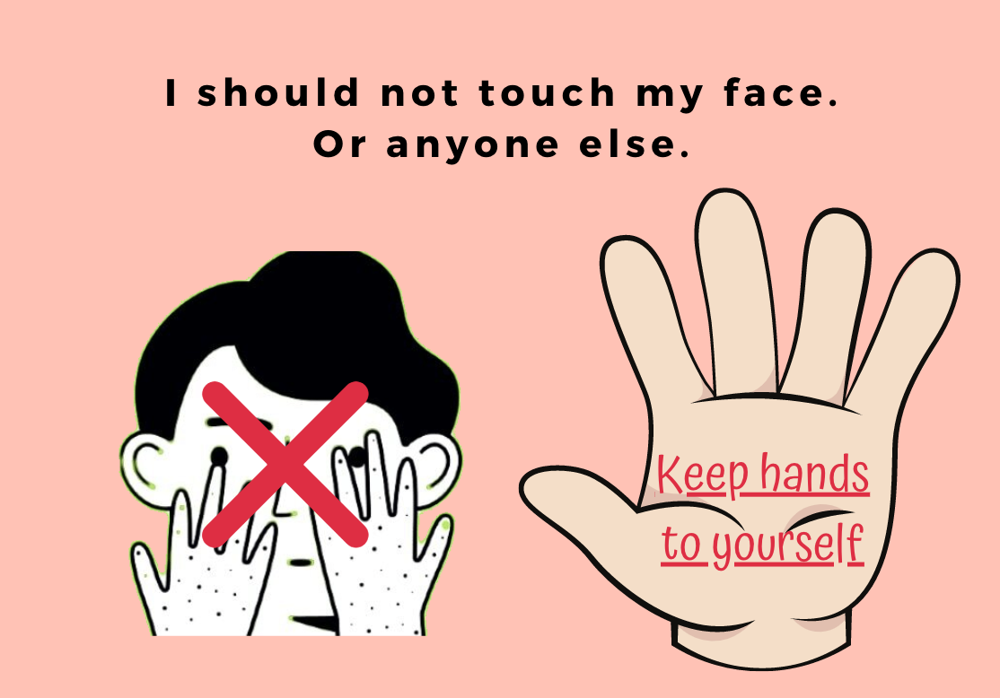 I should not touch my face.
Or anyone else.
Keep hands
to yourself